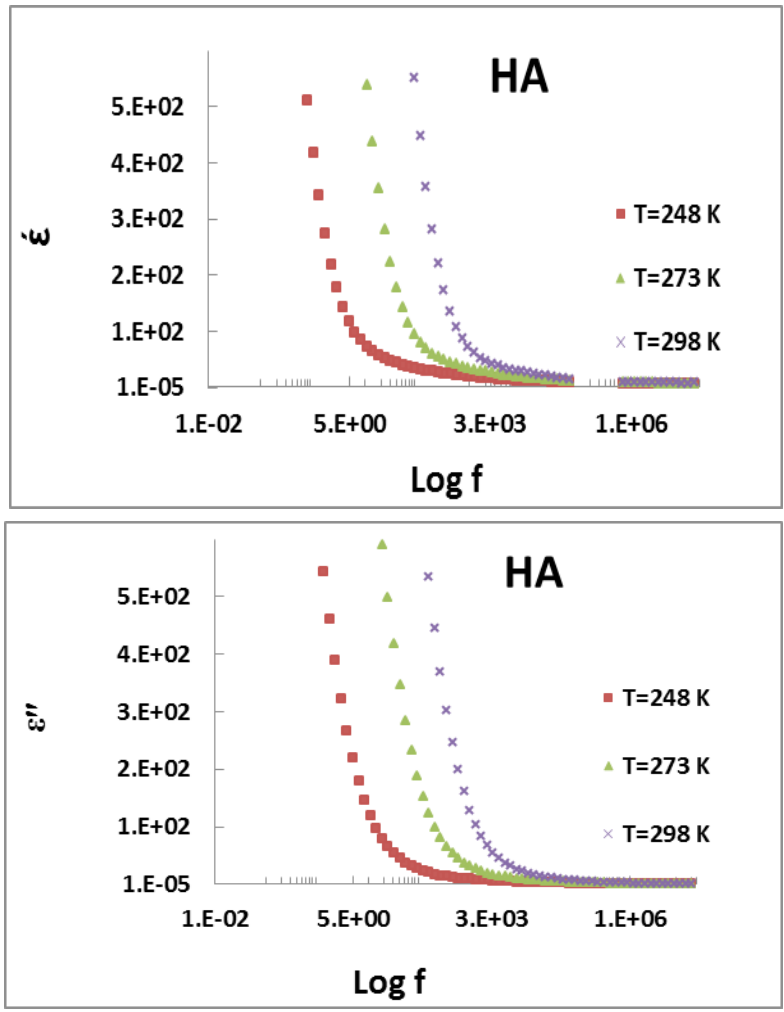 HA
5.E+02
4.E+02
3.E+02
2.E+02
1.E+02
1.E-05
έ
T=248 K
T=273 K
T=298 K
1.E-02 5.E+00 3.E+03 1.E+06
Log f
HA
5.E+02
4.E+02
3.E+02
2.E+02
1.E+02
1.E-05
ε''
T=248 K
T=273 K
T=298 K
1.E-02 5.E+00 3.E+03 1.E+06
Log f